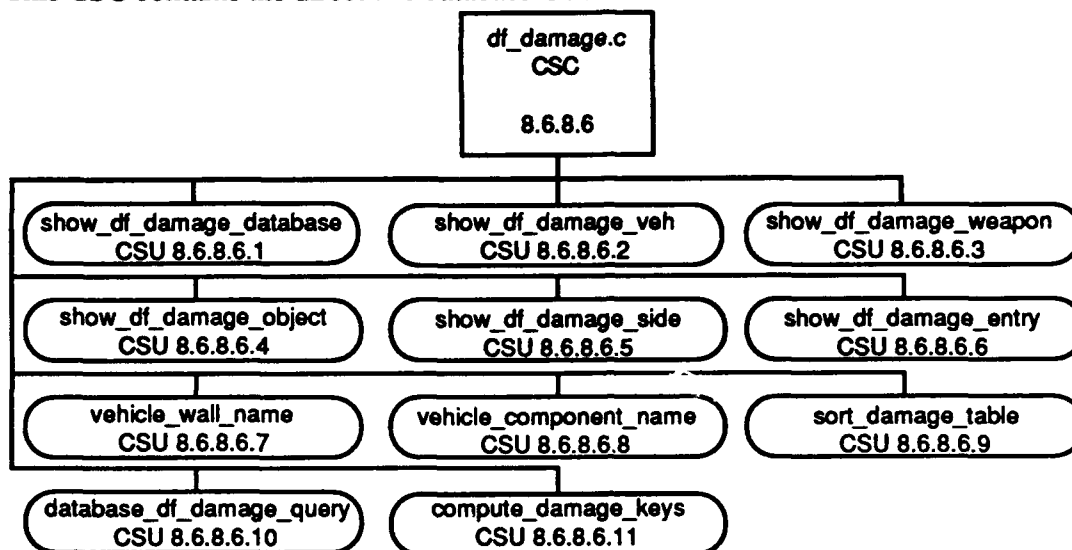 df_damage.c
CSC
8.6.8.6
show_df_damage_database
CSU 8.6.8.6.1
show_df_damage_veh
CSU 8.6.8.6.2
show_df_damage_weapon
CSU 8.6.8.6.3
show_df_damage_object
CSU 8.6.8.6.4
show_df_damage_side
CSU 8.6.8.6.5
show_df_damage_entry
CSU 8.6.8.6.6
vehicle_wall_name
CSU 8.6.8.6.7
vehicle_component_name
CSU 8.6.8.6.8
sort_damage_table
CSU 8.6.8.6.9
database_df_damage_query
CSU 8.6.8.6.10
compute_damage_keys
CSU 8.6.8.6.11